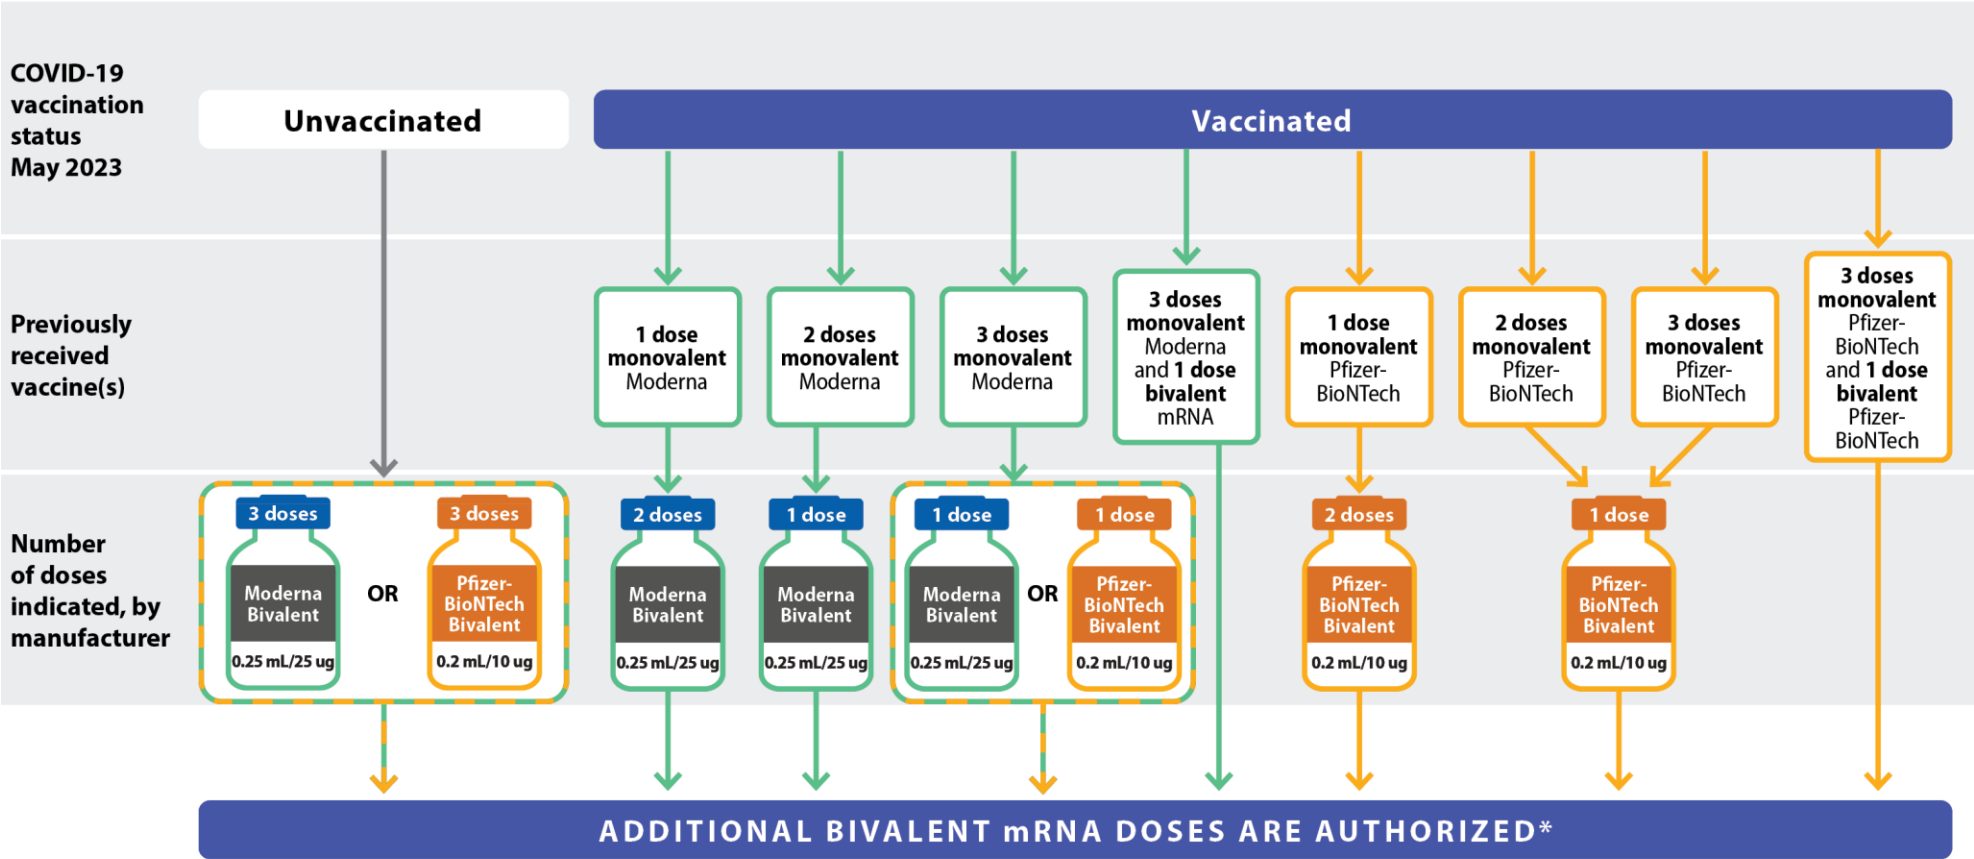 COVID-19
vaccination
status
May 2023
Unvaccinated
Vaccinated
Previously
received
vaccine(s)
1 dose
monovalent
Moderna
2 doses
monovalent
Moderna
3 doses
monovalent
Moderna
3 doses
monovalent
Moderna
and 1 dose
bivalent
mRNA
1 dose
monovalent
Pfizer-
BioNTech
2 doses
monovalent
Pfizer-
BioNTech
3 doses
monovalent
Pfizer-
BioNTech
3 doses
monovalent
Pfizer-
BioNTech
and 1 dose
bivalent
Pfizer-
BioNTech
Number
of doses
indicated, by
manufacturer
3 doses
Moderna
Bivalent
0.25 mL/25 ug
OR
3 doses
Pfizer-
BioNTech
Bivalent
0.2 mL/10 ug
2 doses
Moderna
Bivalent
0.25 mL/25 ug
1 dose
Moderna
Bivalent
0.25 mL/25 ug
1 dose
Moderna
Bivalent
0.25 mL/25 ug
OR
1 dose
Pfizer-
BioNTech
Bivalent
0.2 mL/10 ug
2 doses
Pfizer-
BioNTech
Bivalent
0.2 mL/10 ug
1 dose
Pfizer-
BioNTech
Bivalent
0.2 mL/10 ug
ADDITIONAL BIVALENT mRNA DOSES ARE AUTHORIZED*